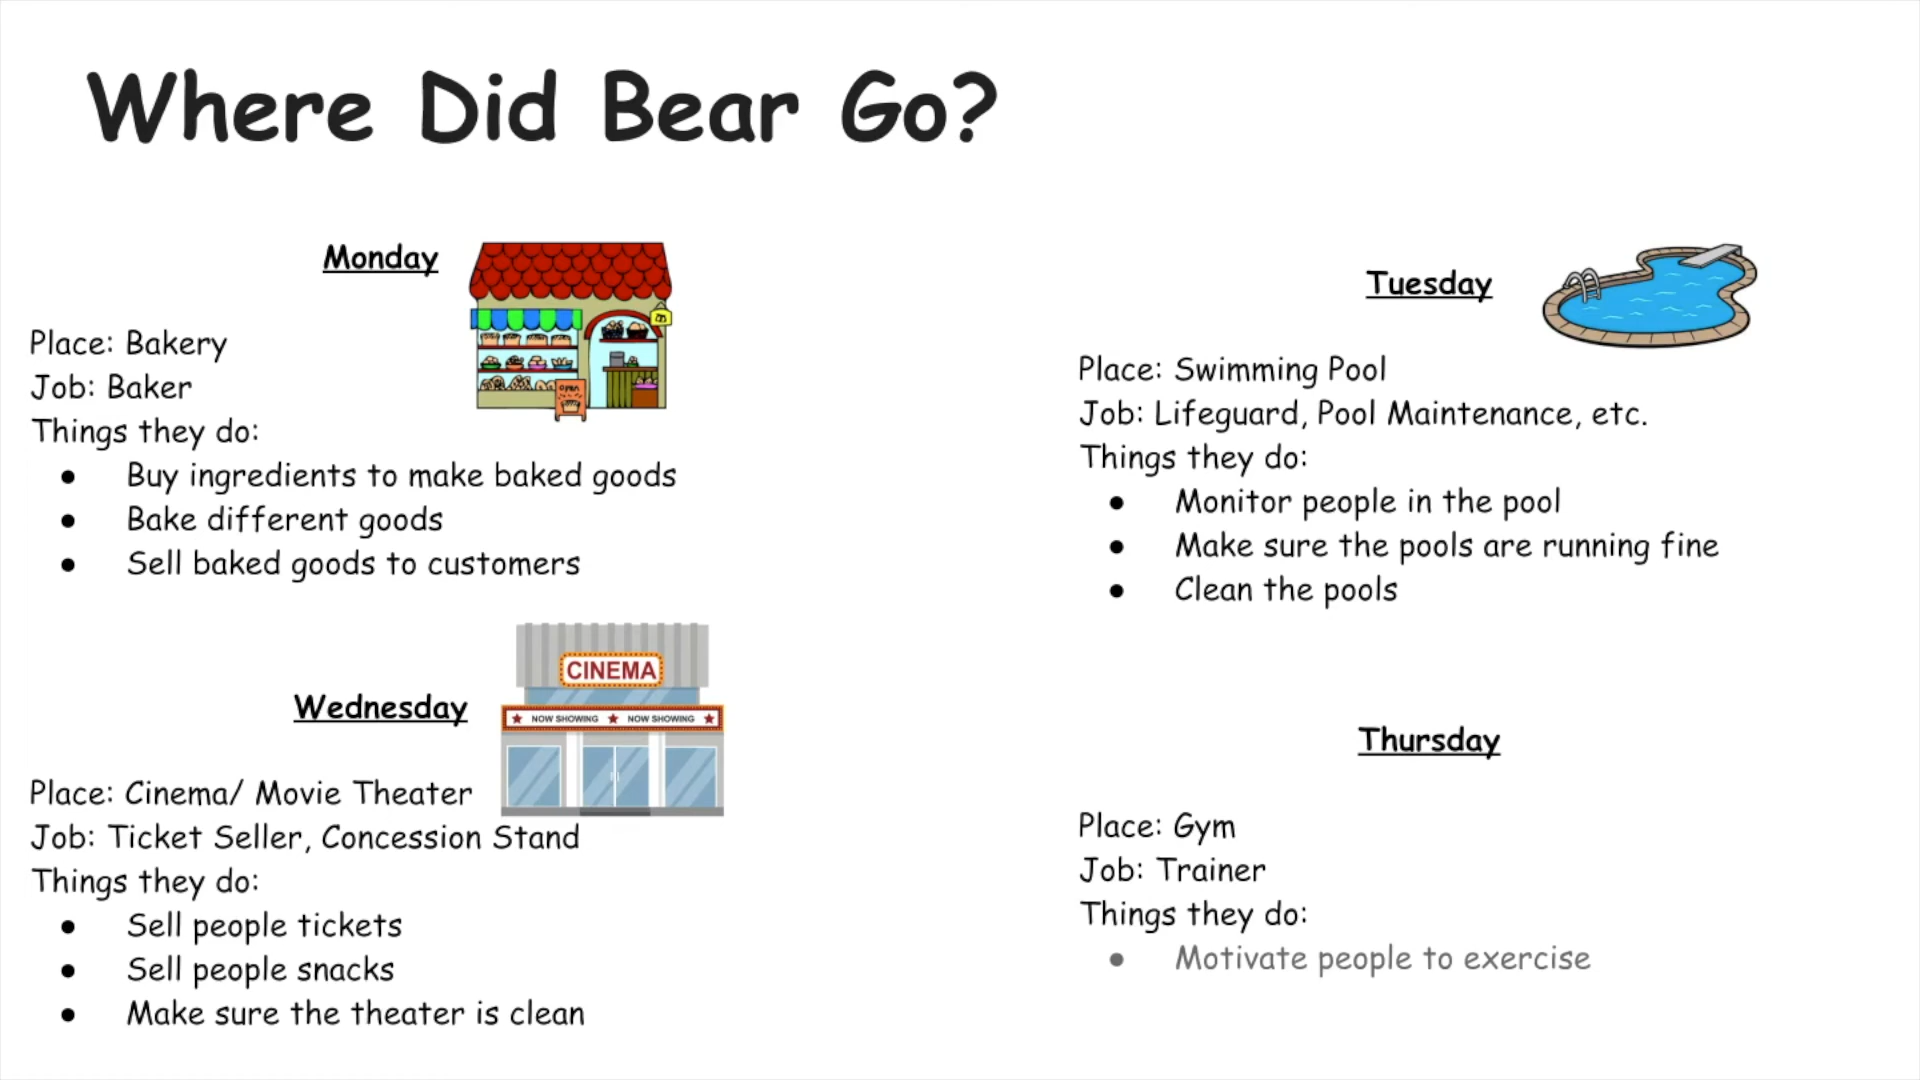 Where Did Bear Go?
Monday
Place: Bakery
Job: Baker
Things they do:
● Buy ingredients to make baked goods
● Bake different goods
● Sell baked goods to customers
open
Tuesday
Place: Swimming Pool
Job: Lifeguard, Pool Maintenance, etc.
Things they do:
● Monitor people in the pool
● Make sure the pools are running fine
● Clean the pools
Wednesday
CINEMA
NOW SHOWING NOW SHOWING
Place: Cinema/ Movie Theater
Job: Ticket Seller, Concession Stand
Things they do:
● Sell people tickets
● Sell people snacks
● Make sure the theater is clean
Thursday
Place: Gym
Job: Trainer
Things they do:
● Motivate people to exercise